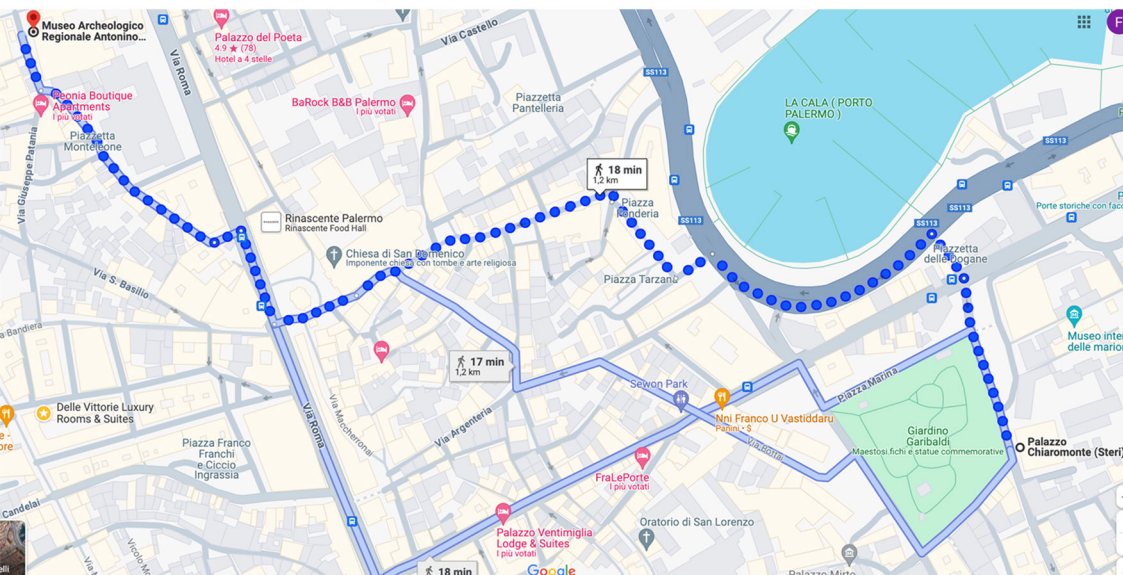 Museo Archeologico
Regionale Antonino...
Palazzo del Poeta
4.9 ★ (78)
Hotel a 4 stelle
Via Castello
F
SS113
Via Roma
Peonia Boutique
Apartments
I più votati
BaRock B&B Palermo
I più votati
Piazzetta
Pantelleria
LA CALA ( PORTO
PALERMO )
SS113
Piazzetta
Monteleone
Via Giuseppe Patania
18 min
1,2 km
Piazza
Fonderia
SS113
SS113
SS113
Porte storiche con
Rinascente Palermo
Rinascente Food Hall
Chiesa di San Domenico
Imponente chiesa con tombe e arte religiosa
Piazzetta
delle Dogane
Via S. Basilio
Piazza Tarzanà
Bandiera
Museo
delle
17 min
1,2 km
Sewon Park
Piazza Marina
Delle Vittorie Luxury
Rooms & Suites
Via Roma
Via Maccherronai
Via Argenteria
Nni Franco U Vastiddaru
Panini • $
Giardino
Garibaldi
Maestosi fichi e statue commemorative
Palazzo
Chiaromonte (Steri)
Piazza Franco
Franchi
e Ciccio
Ingrassia
Via Bottai
FraLePorte
I più votati
Candelai
Palazzo Ventimiglia
Lodge & Suites
I più votati
Oratorio di San Lorenzo
18 min
Google
Palazzo Mirto